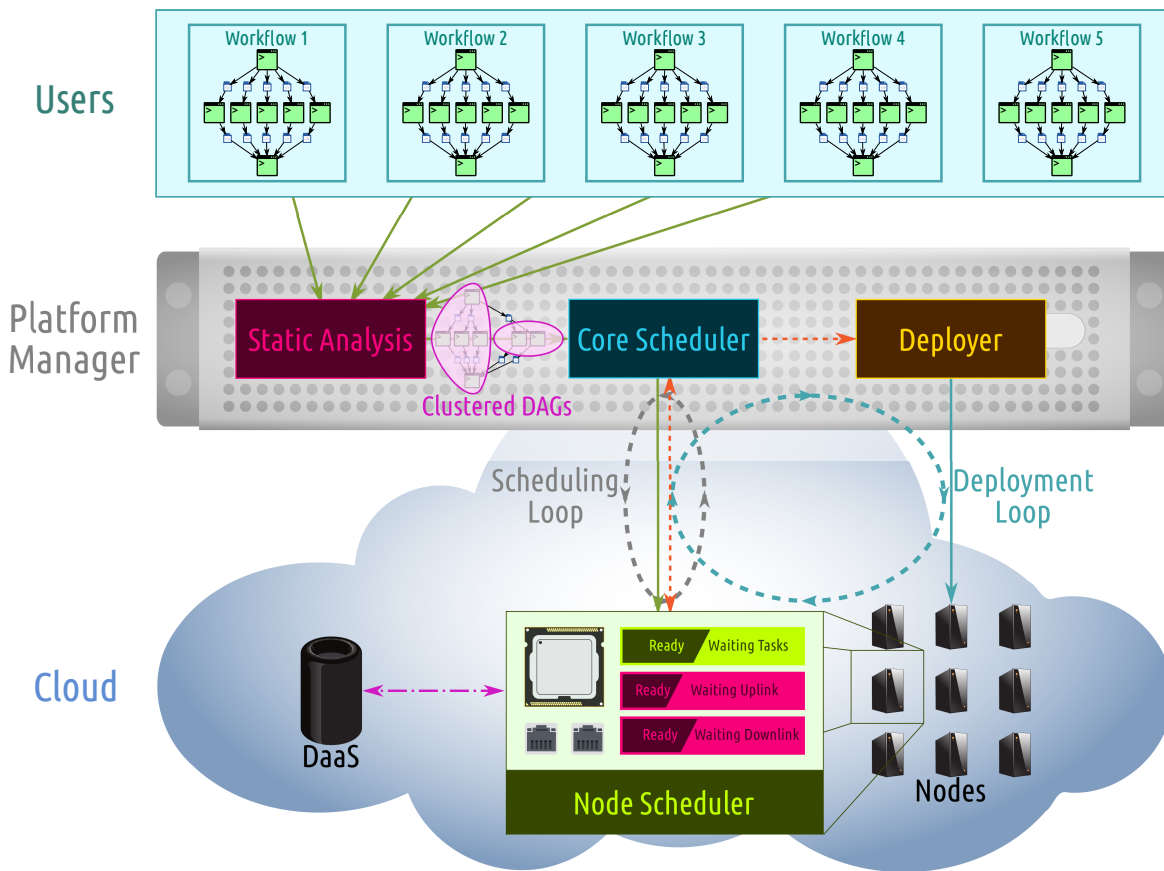 Workflow 1
Workflow 2
Workflow 3
Workflow 4
Workflow 5
Users
Platform
Manager
Static Analysis
Core Scheduler
Deployer
Clustered DAGs
Scheduling
Loop
Deployment
Loop
Cloud
DaaS
Ready Waiting Tasks
Ready Waiting Uplink
Ready Waiting Downlink
Node Scheduler
Nodes